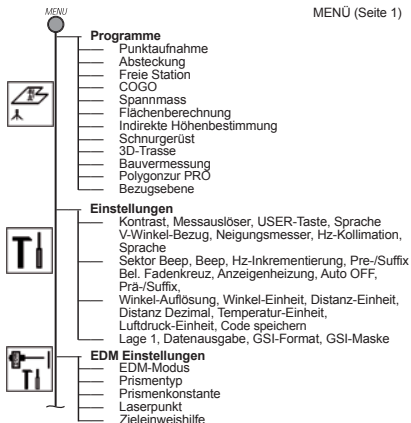 MENU
MENÜ (Seite 1)
Programme
Punktaufnahme
Absteckung
Freie Station
COGO
Spannmass
Flächenberechnung
Indirekte Höhenbestimmung
Schnurgerüst
3D-Trasse
Bauvermessung
Polygonzur PRO
Bezugsebene
Einstellungen
Kontrast, Messauslöser, USER-Taste, Sprache
V-Winkel-Bezug, Neigungsmesser, Hz-Kollimation,
Sprache
Sektor Beep, Beep, Hz-Inkrementierung, Pre-/Suffix
Bel. Fadenkreuz, Anzeigenheizung, Auto OFF,
Prä-/Suffix,
Winkel-Auflösung, Winkel-Einheit, Distanz-Einheit,
Distanz Dezimal, Temperatur-Einheit,
Luftdruck-Einheit, Code speichern
Lage 1, Datenausgabe, GSI-Format, GSI-Maske
EDM Einstellungen
EDM-Modus
Prismentyp
Prismenkonstante
Laserpunkt
Zieleinweishilfe